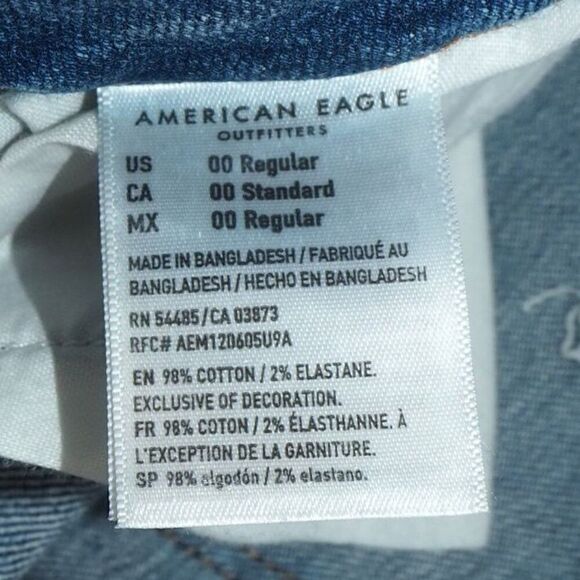 AMERICAN EAGLE
OUTFITTERS
US 00 Regular
CA 00 Standard
MX 00 Regular
MADE IN BANGLADESH / FABRIQUÉ AU
BANGLADESH / HECHO EN BANGLADESH
RN 54485/CA 03873
RFC# AEM120605U9A
EN 98% COTTON / 2% ELASTANE.
EXCLUSIVE OF DECORATION.
FR 98% COTON / 2% ÉLASTHANNE. À
L'EXCEPTION DE LA GARNITURE.
SP 98% algodón / 2% elastano.